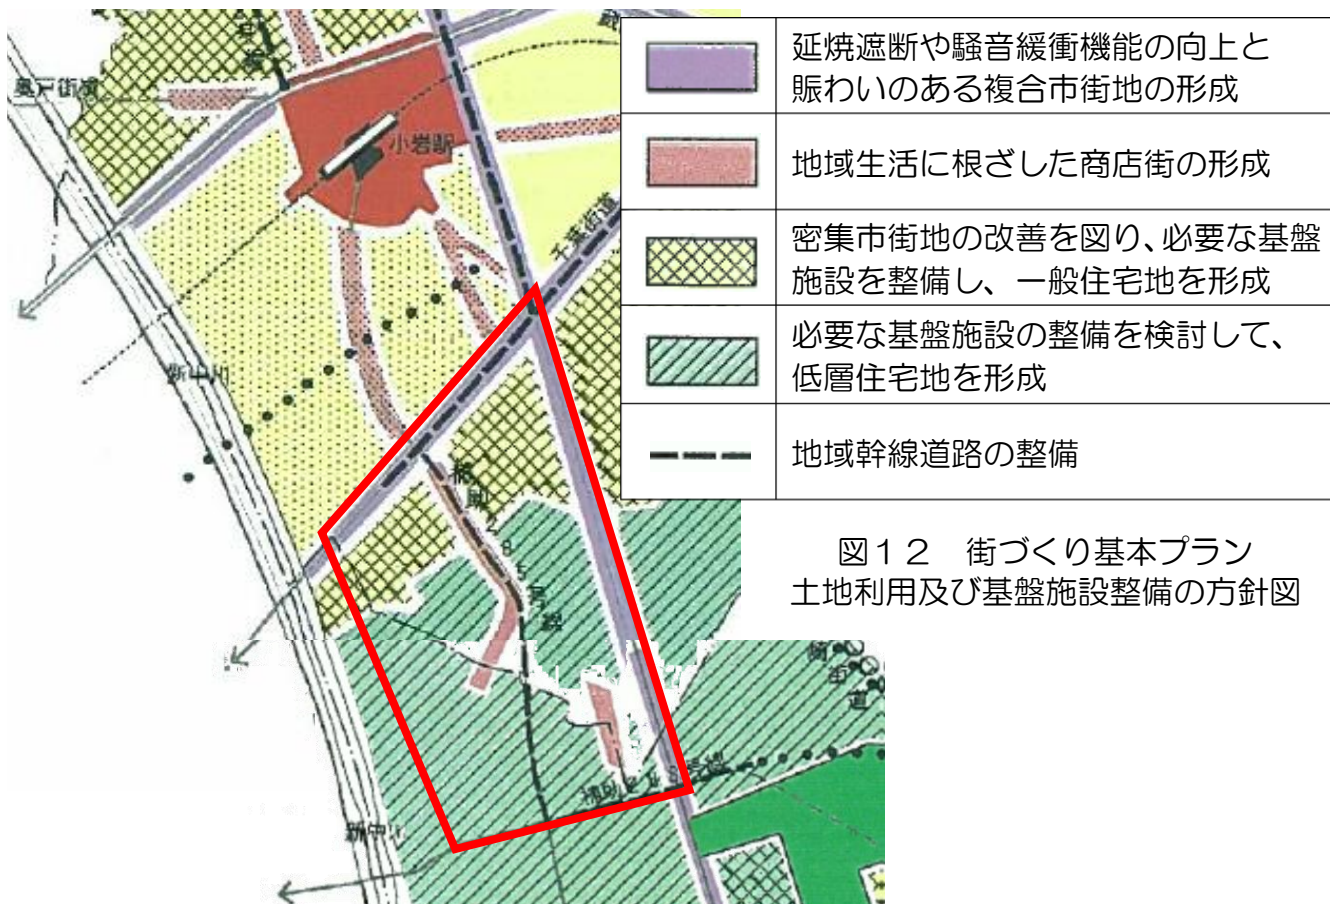 延焼遮断や騒音緩衝機能の向上と
賑わいのある複合市街地の形成
地域生活に根ざした商店街の形成
密集市街地の改善を図り、必要な基盤
施設を整備し、一般住宅地を形成
必要な基盤施設の整備を検討して、
低層住宅地を形成
地域幹線道路の整備
図12 街づくり基本プラン
土地利用及び基盤施設整備の方針図
奥戸街道
小岩駅
千葉街道
新中川
新中川
街
道